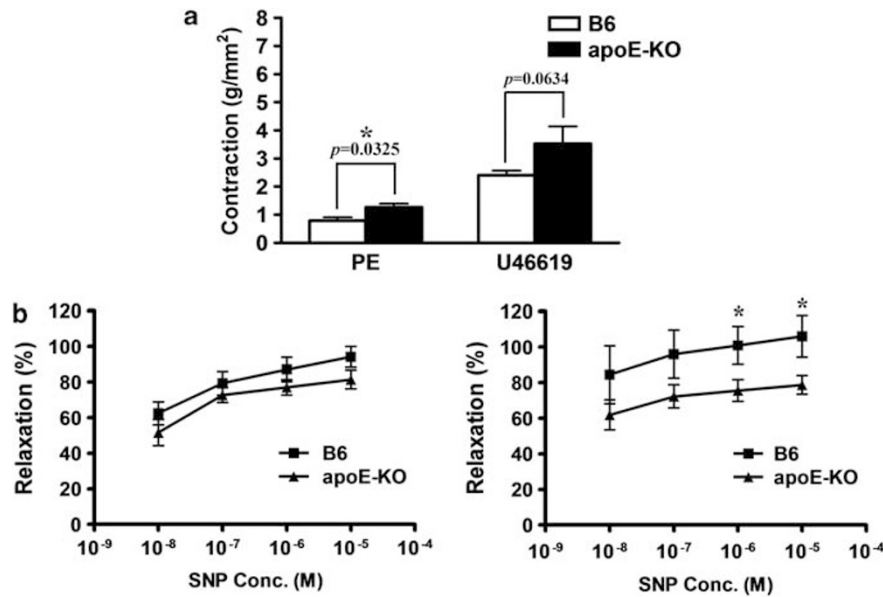 a
B6
apoE-KO
Contraction (g/mm²)
8
7
6
5
4
3
2
1
0
p=0.0634
*
p=0.0325
PE
U46619
b
Relaxation (%)
120
100
80
60
40
20
0
B6
apoE-KO
10⁻⁹
10⁻⁸
10⁻⁷
10⁻⁶
10⁻⁵
10⁻⁴
SNP Conc. (M)
Relaxation (%)
120
100
80
60
40
20
0
*
*
B6
apoE-KO
10⁻⁹
10⁻⁸
10⁻⁷
10⁻⁶
10⁻⁵
10⁻⁴
SNP Conc. (M)